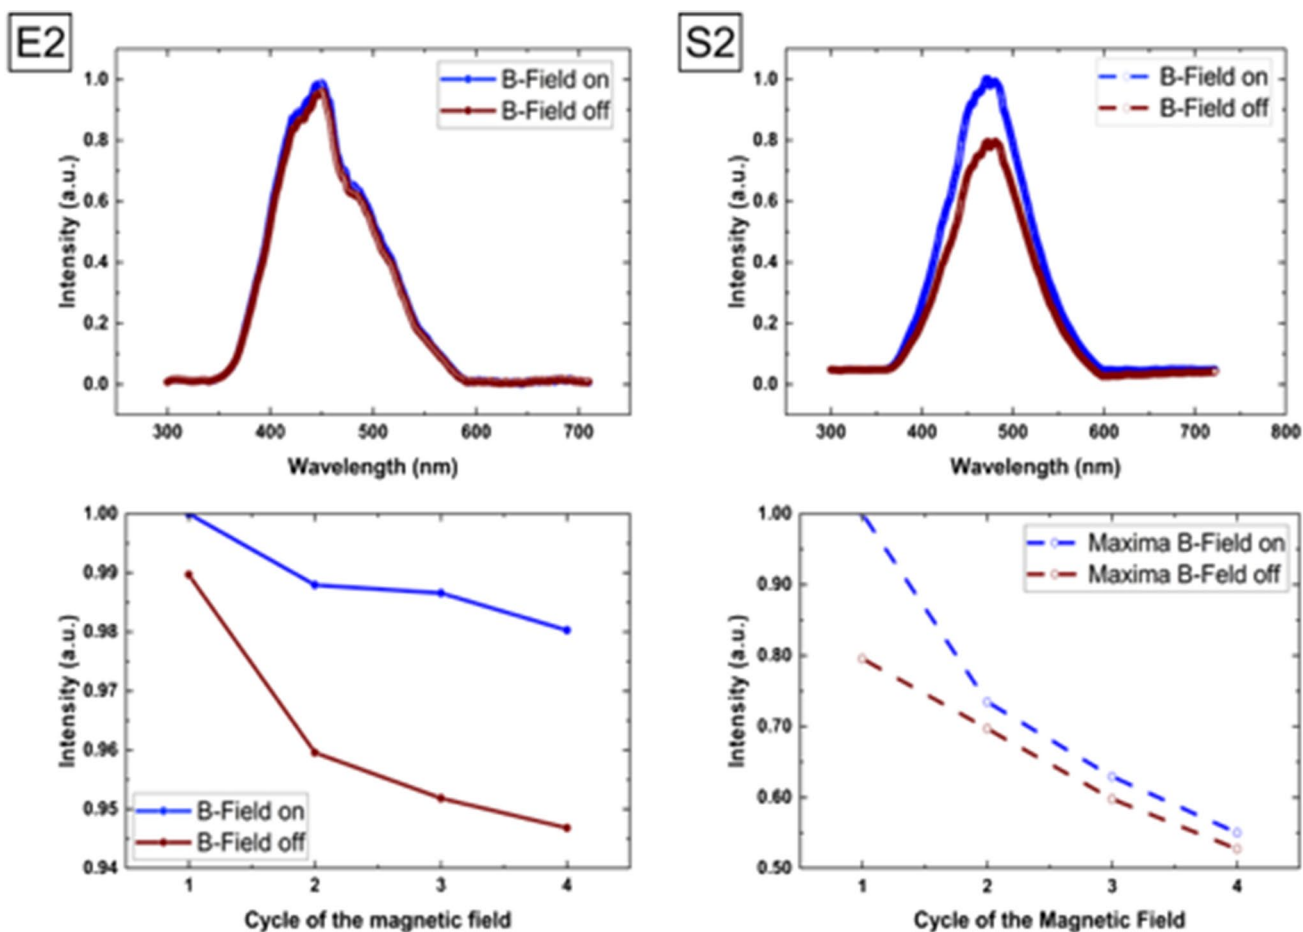 E2
S2
1.0
0.8
0.6
0.4
0.2
0.0
Intensity (a.u.)
B-Field on
B-Field off
300
400
500
600
700
Wavelength (nm)
1.0
0.8
0.6
0.4
0.2
0.0
Intensity (a.u.)
B-Field on
B-Field off
300
400
500
600
700
800
Wavelength (nm)
1.00
0.99
0.98
0.97
0.96
0.95
0.94
Intensity (a.u.)
B-Field on
B-Field off
1
2
3
4
Cycle of the magnetic field
1.00
0.90
0.80
0.70
0.60
0.50
Intensity (a.u.)
Maxima B-Field on
Maxima B-Feld off
1
2
3
4
Cycle of the Magnetic Field